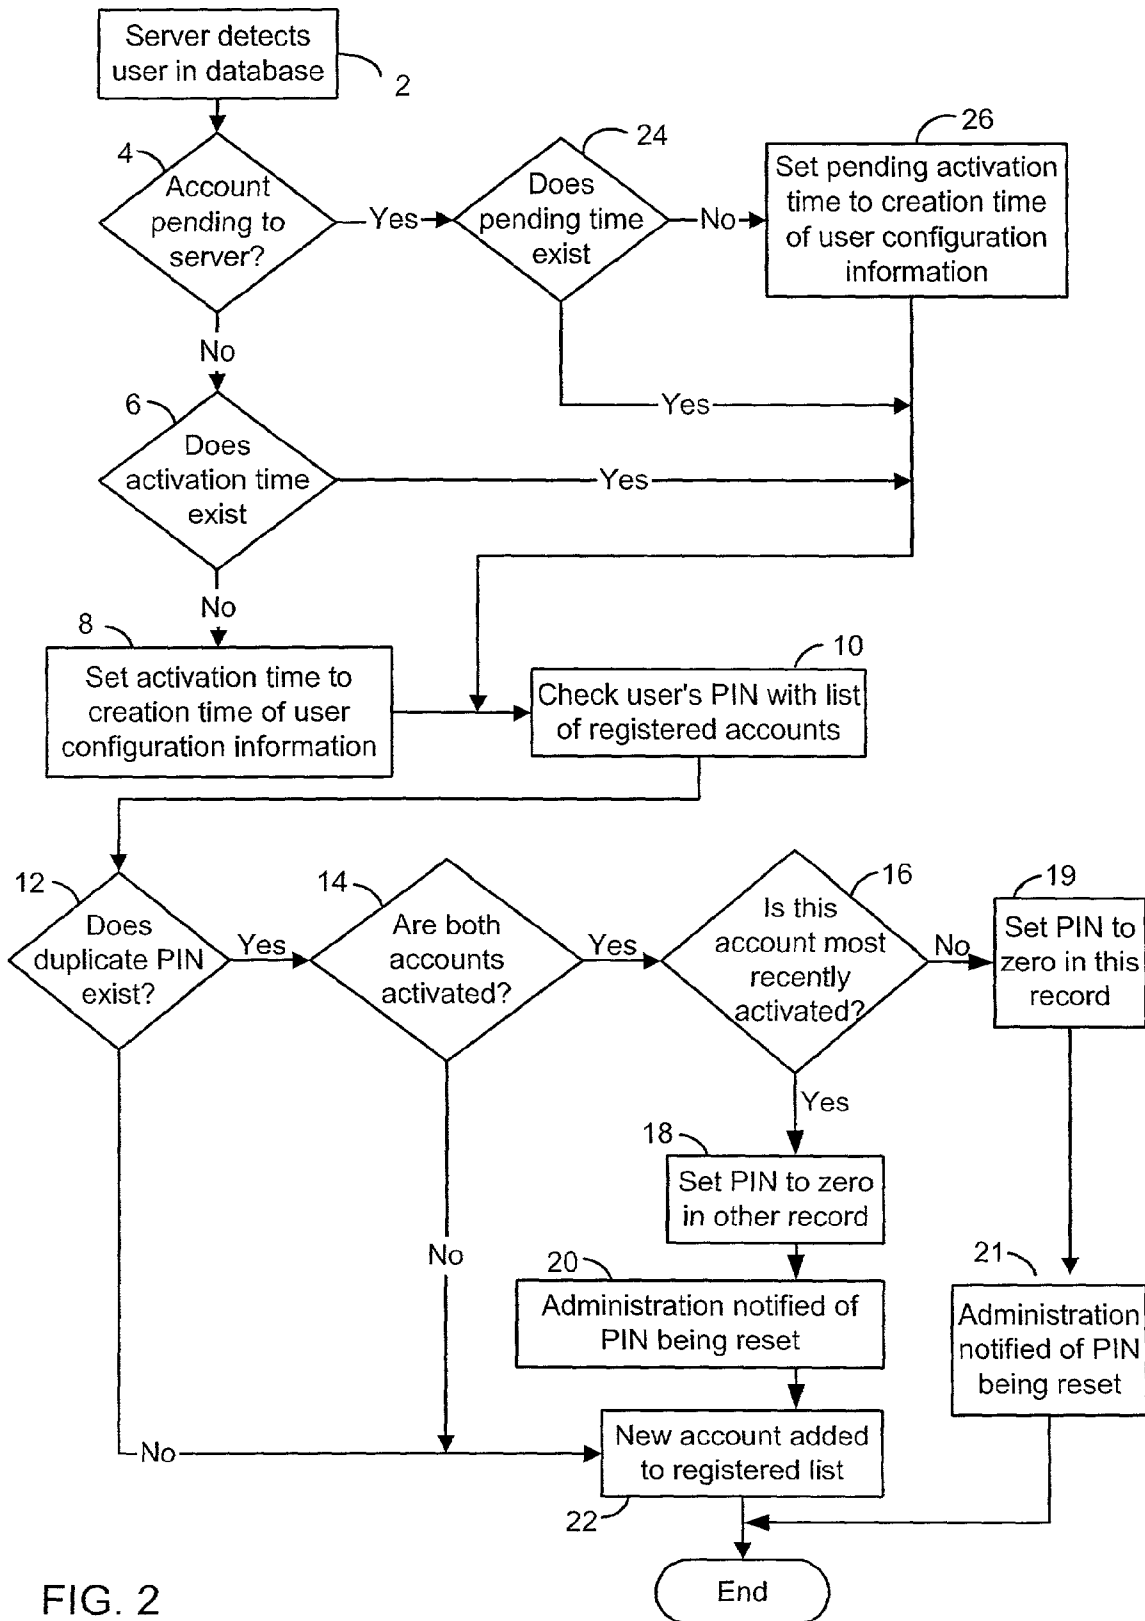 Server detects
user in database
2
4
Account
pending to
server?
Yes
24
Does
pending time
exist
No
26
Set pending activation
time to creation time
of user configuration
information
No
Yes
6
Does
activation time
exist
Yes
No
8
Set activation time to
creation time of user
configuration information
10
Check user's PIN with list
of registered accounts
12
Does
duplicate PIN
exist?
Yes
14
Are both
accounts
activated?
Yes
16
Is this
account most
recently
activated?
No
19
Set PIN to
zero in this
record
Yes
18
Set PIN to zero
in other record
No
20
Administration notified of
PIN being reset
21
Administration
notified of PIN
being reset
No
New account added
to registered list
22
End
FIG. 2